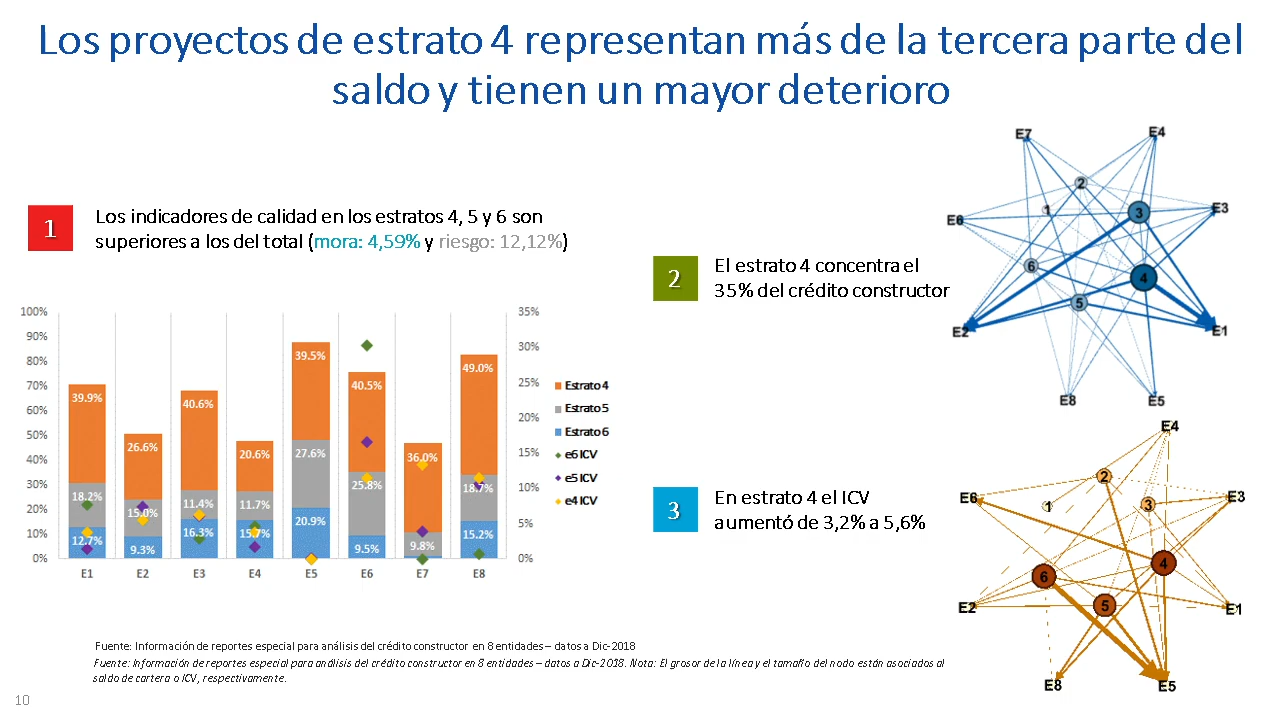 Los proyectos de estrato 4 representan más de la tercera parte del
saldo y tienen un mayor deterioro
1
Los indicadores de calidad en los estratos 4, 5 y 6 son
superiores a los del total (mora: 4,59% y riesgo: 12,12%)
2
El estrato 4 concentra el
35% del crédito constructor
3
En estrato 4 el ICV
aumentó de 3,2% a 5,6%
100%
90%
80%
70%
60%
50%
40%
30%
20%
10%
0%
39.9%
18.2%
12.7%
26.6%
15.0%
9.3%
40.6%
11.4%
16.3%
20.6%
11.7%
15.7%
39.5%
27.6%
20.9%
40.5%
25.8%
9.5%
36.0%
9.8%
49.0%
18.7%
15.2%
E1 E2 E3 E4 E5 E6 E7 E8
35%
30%
25%
20%
15%
10%
5%
0%
Estrato 4
Estrato 5
Estrato 6
e6 ICV
e5 ICV
e4 ICV
E7 E4
2
E6 1 3 E3
6 4
5
E2 E1
E8 E5
E4
2
E6 1 3 E3
6 4
5
E2 E1
E8 E5
Fuente: Información de reportes especial para análisis del crédito constructor en 8 entidades – datos a Dic-2018
Fuente: Información de reportes especial para análisis del crédito constructor en 8 entidades – datos a Dic-2018. Nota: El grosor de la línea y el tamaño del nodo están asociados al
saldo de cartera o ICV, respectivamente.
10